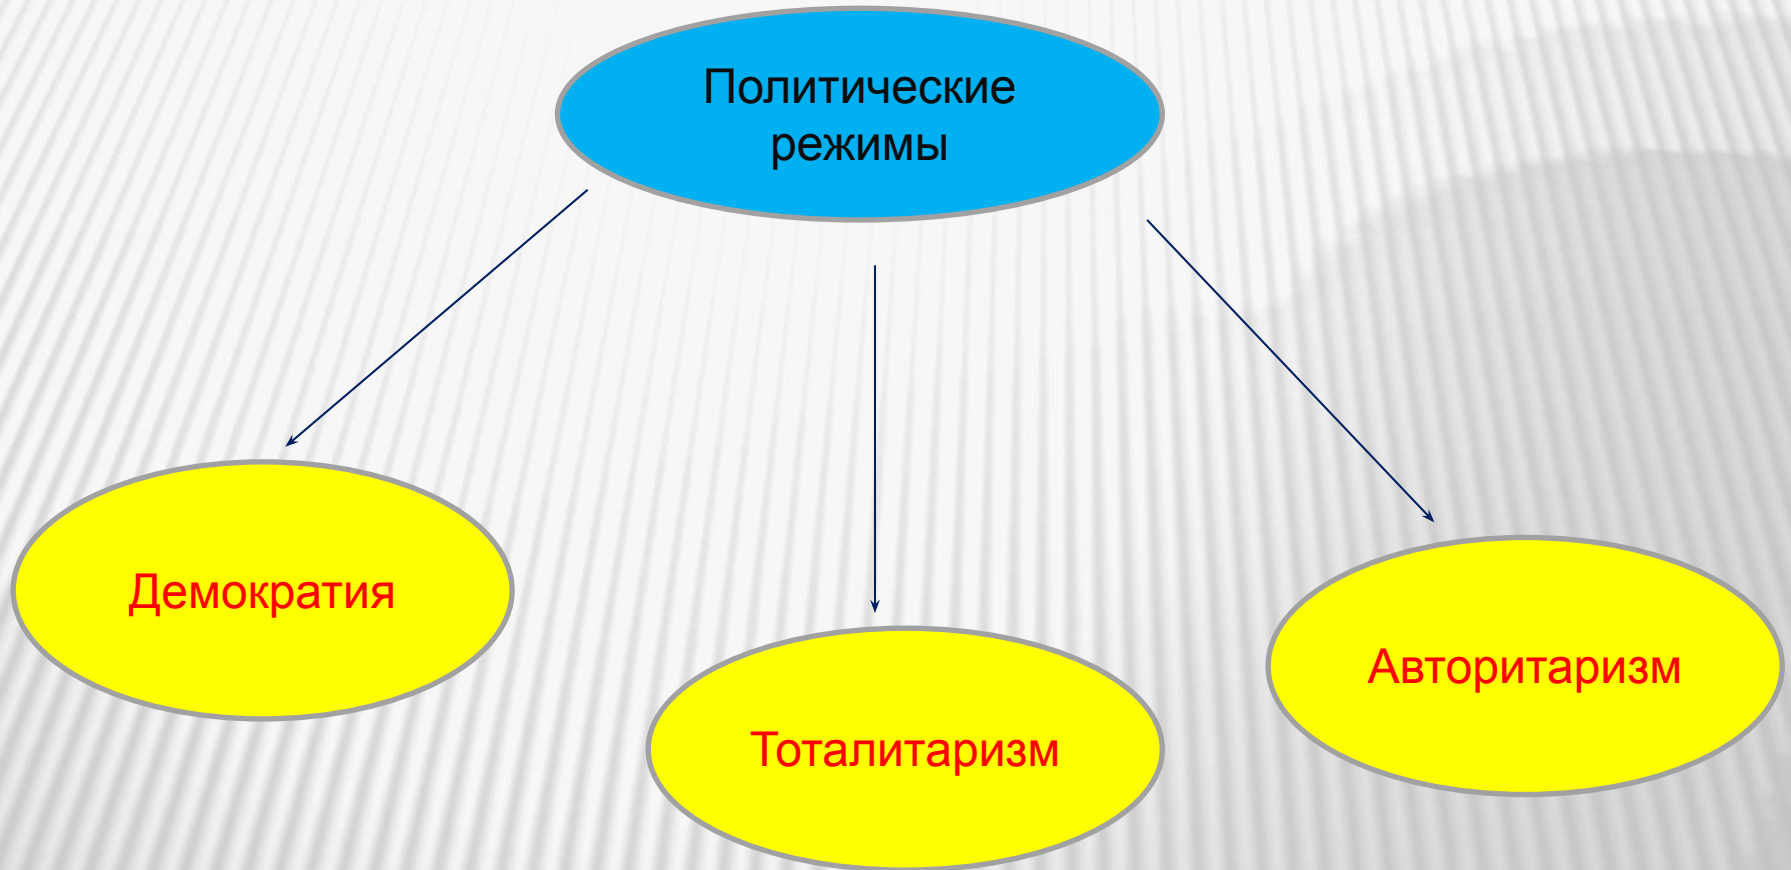 Политические
режимы
Демократия
Тоталитаризм
Авторитаризм